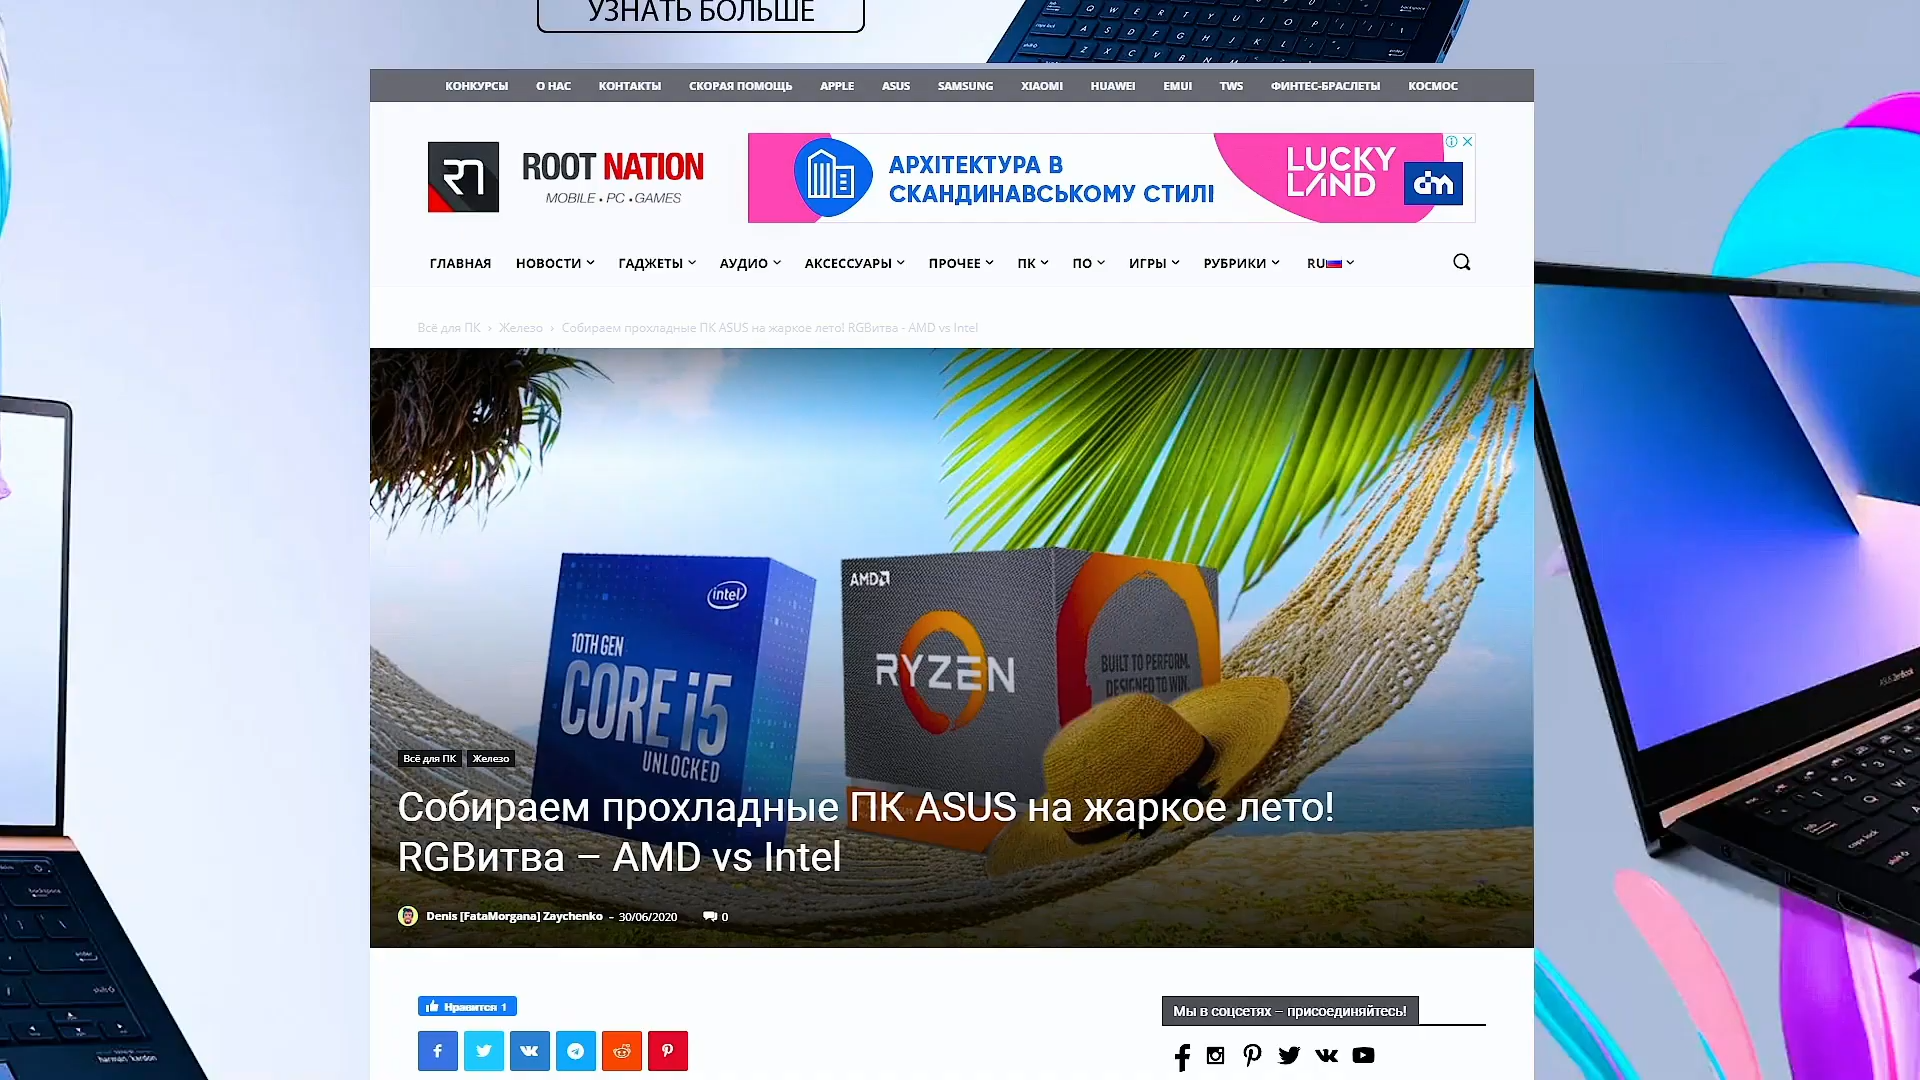 УЗНАТЬ БОЛЬШЕ
КОНКУРСЫ О НАС КОНТАКТЫ СКОРАЯ ПОМОЩЬ APPLE ASUS SAMSUNG XIAOMI HUAWEI EMUI TWS ФИНТЕС-БРАСЛЕТЫ КОСМОС
ROOT NATION
MOBILE • PC • GAMES
АРХІТЕКТУРА В
СКАНДИНАВСЬКОМУ СТИЛІ
LUCKY
LAND
dim
ГЛАВНАЯ НОВОСТИ ГАДЖЕТЫ АУДИО АКСЕССУАРЫ ПРОЧЕЕ ПК ПО ИГРЫ РУБРИКИ RU
Всё для ПК › Железо › Собираем прохладные ПК ASUS на жаркое лето! RGBитва - AMD vs Intel
intel
10TH GEN
CORE i5
UNLOCKED
AMD
RYZEN
BUILT TO PERFORM.
DESIGNED TO WIN.
Всё для ПК Железо
Собираем прохладные ПК ASUS на жаркое лето!
RGBитва – AMD vs Intel
Denis [FataMorgana] Zaychenko - 30/06/2020 0
Нравится 1
Мы в соцсетях – присоединяйтесь!
harman/kardon